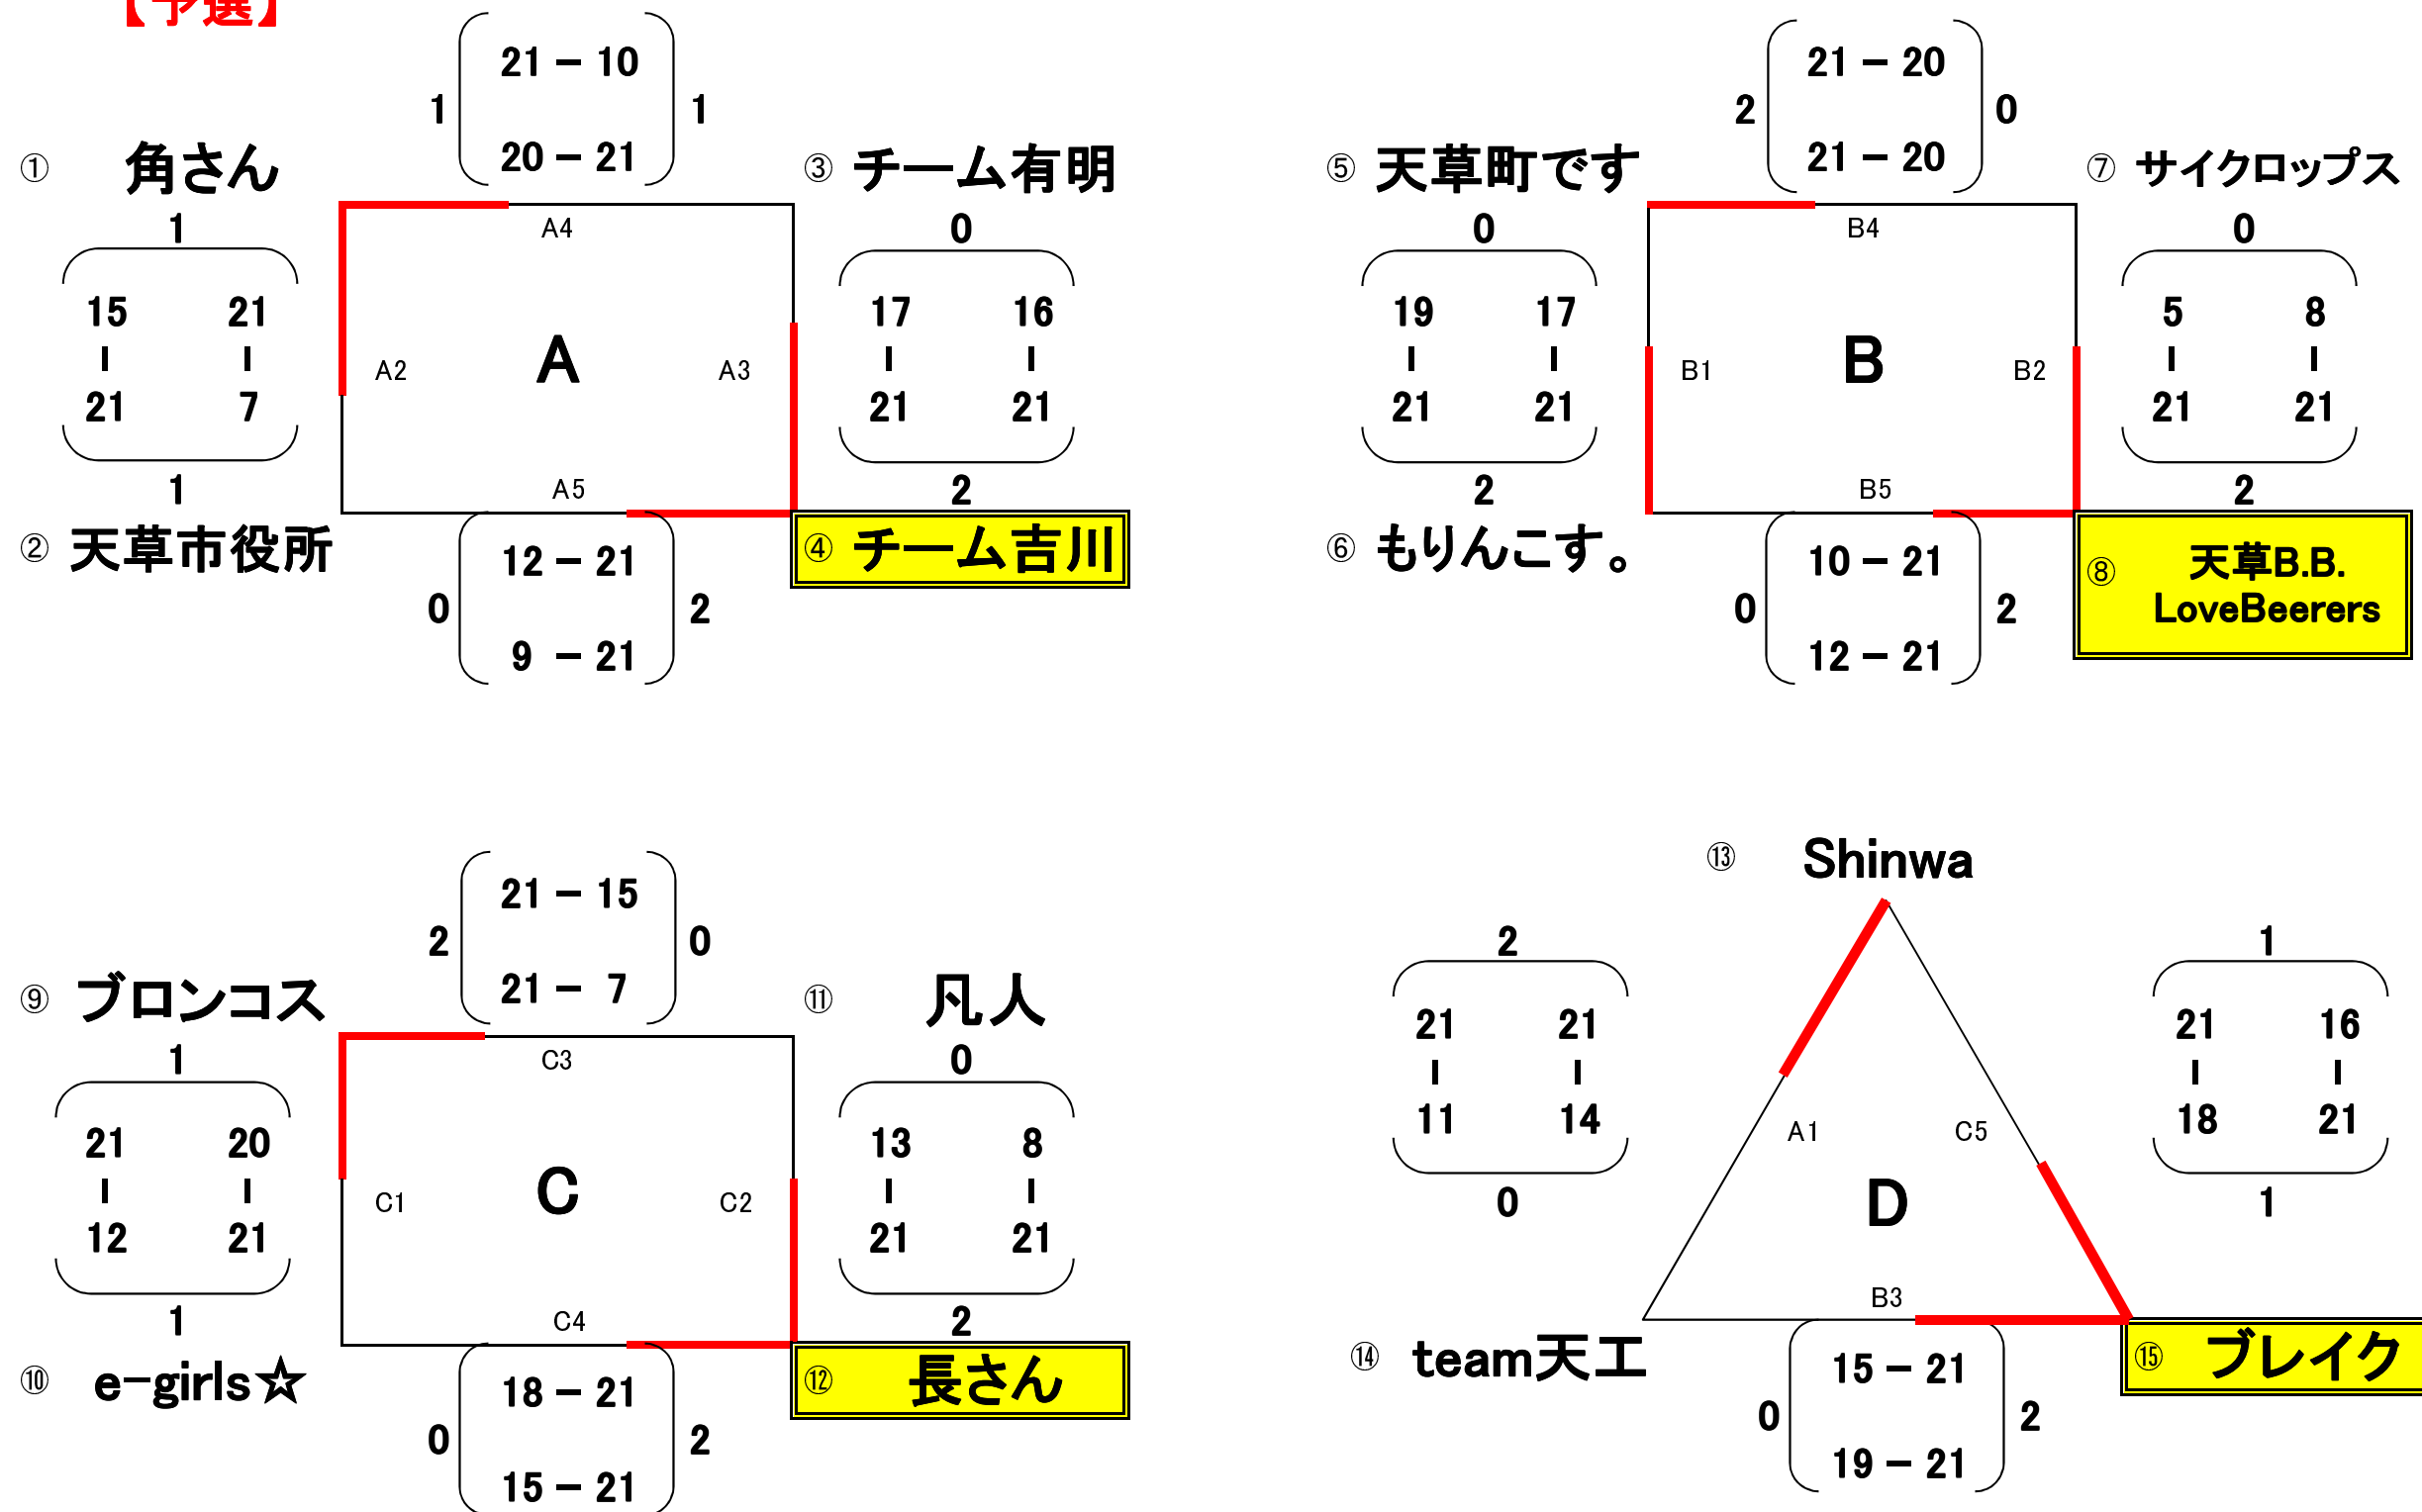 【予選】
21 － 10
1 1
20 － 21
① 角さん
③ チーム有明
1
0
15 21
21 7
1
A4
A2 A A3
A5
17 16
21 21
2
② 天草市役所
④ チーム吉川
12 － 21
0 2
9 － 21
21 － 20
2 0
21 － 20
⑤ 天草町です
⑦ サイクロップス
0
0
19 17
21 21
2
B4
B1 B B2
B5
5 8
21 21
2
⑥ もりんこす。
⑧ 天草B.B.
LoveBeerers
10 － 21
0 2
12 － 21
21 － 15
2 0
21 － 7
⑨ ブロンコス
⑪ 凡人
1
0
21 20
12 21
1
C3
C1 C C2
C4
13 8
21 21
2
⑩ e-girls☆
⑫ 長さん
18 － 21
0 2
15 － 21
⑬ Shinwa
2
21 21
11 14
0
A1 C5
D
B3
1
21 16
18 21
1
⑭ team天工
⑮ ブレイク
15 － 21
0 2
19 － 21